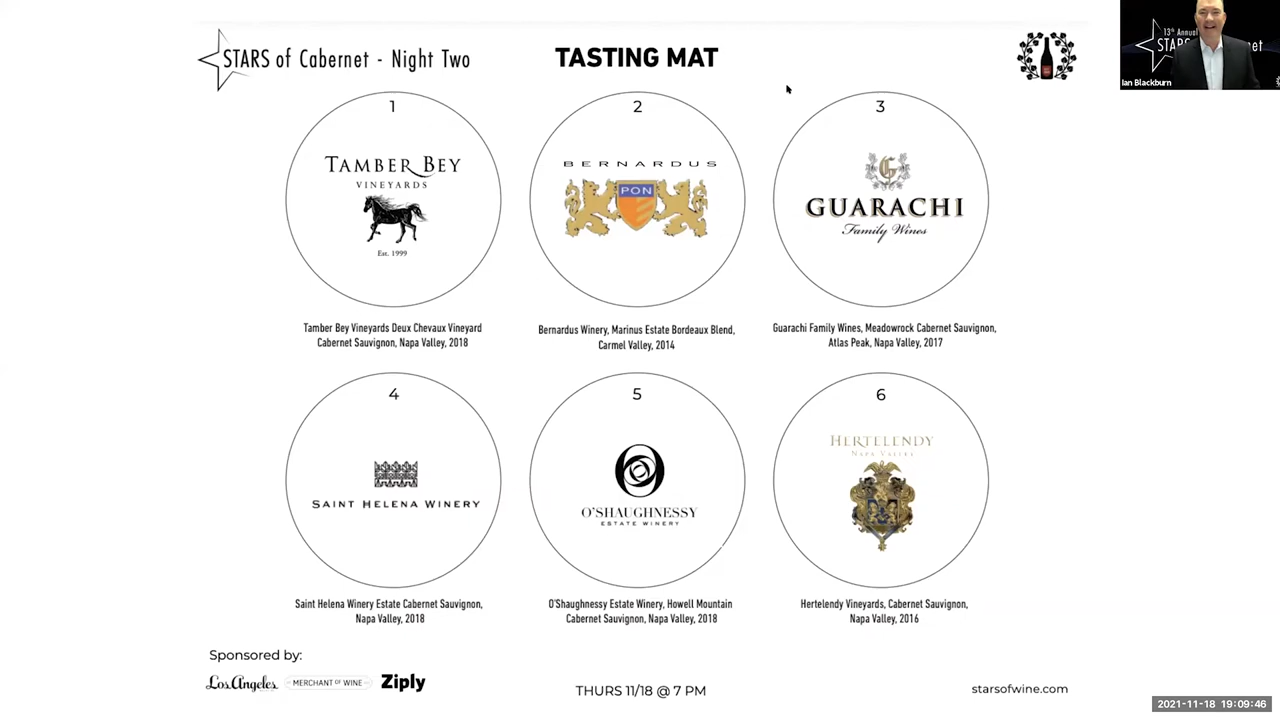 STARS of Cabernet - Night Two
TASTING MAT
13th Annual
STARS
Ian Blackburn
1
TAMBER BEY
VINEYARDS
Est. 1999
2
BERNARDUS
PON
3
G
GUARACHI
Family Wines
Tamber Bey Vineyards Deux Chevaux Vineyard
Cabernet Sauvignon, Napa Valley, 2018
Bernardus Winery, Marinus Estate Bordeaux Blend,
Carmel Valley, 2014
Guarachi Family Wines, Meadowrock Cabernet Sauvignon,
Atlas Peak, Napa Valley, 2017
4
SAINT HELENA WINERY
5
O'SHAUGHNESSY
ESTATE WINERY
6
HERTELENDY
NAPA VALLEY
Saint Helena Winery Estate Cabernet Sauvignon,
Napa Valley, 2018
O'Shaughnessy Estate Winery, Howell Mountain
Cabernet Sauvignon, Napa Valley, 2018
Hertelendy Vineyards, Cabernet Sauvignon,
Napa Valley, 2016
Sponsored by:
Los Angeles
MERCHANT OF WINE
Ziply
THURS 11/18 @ 7 PM
starsofwine.com
2021-11-18 19:09:46